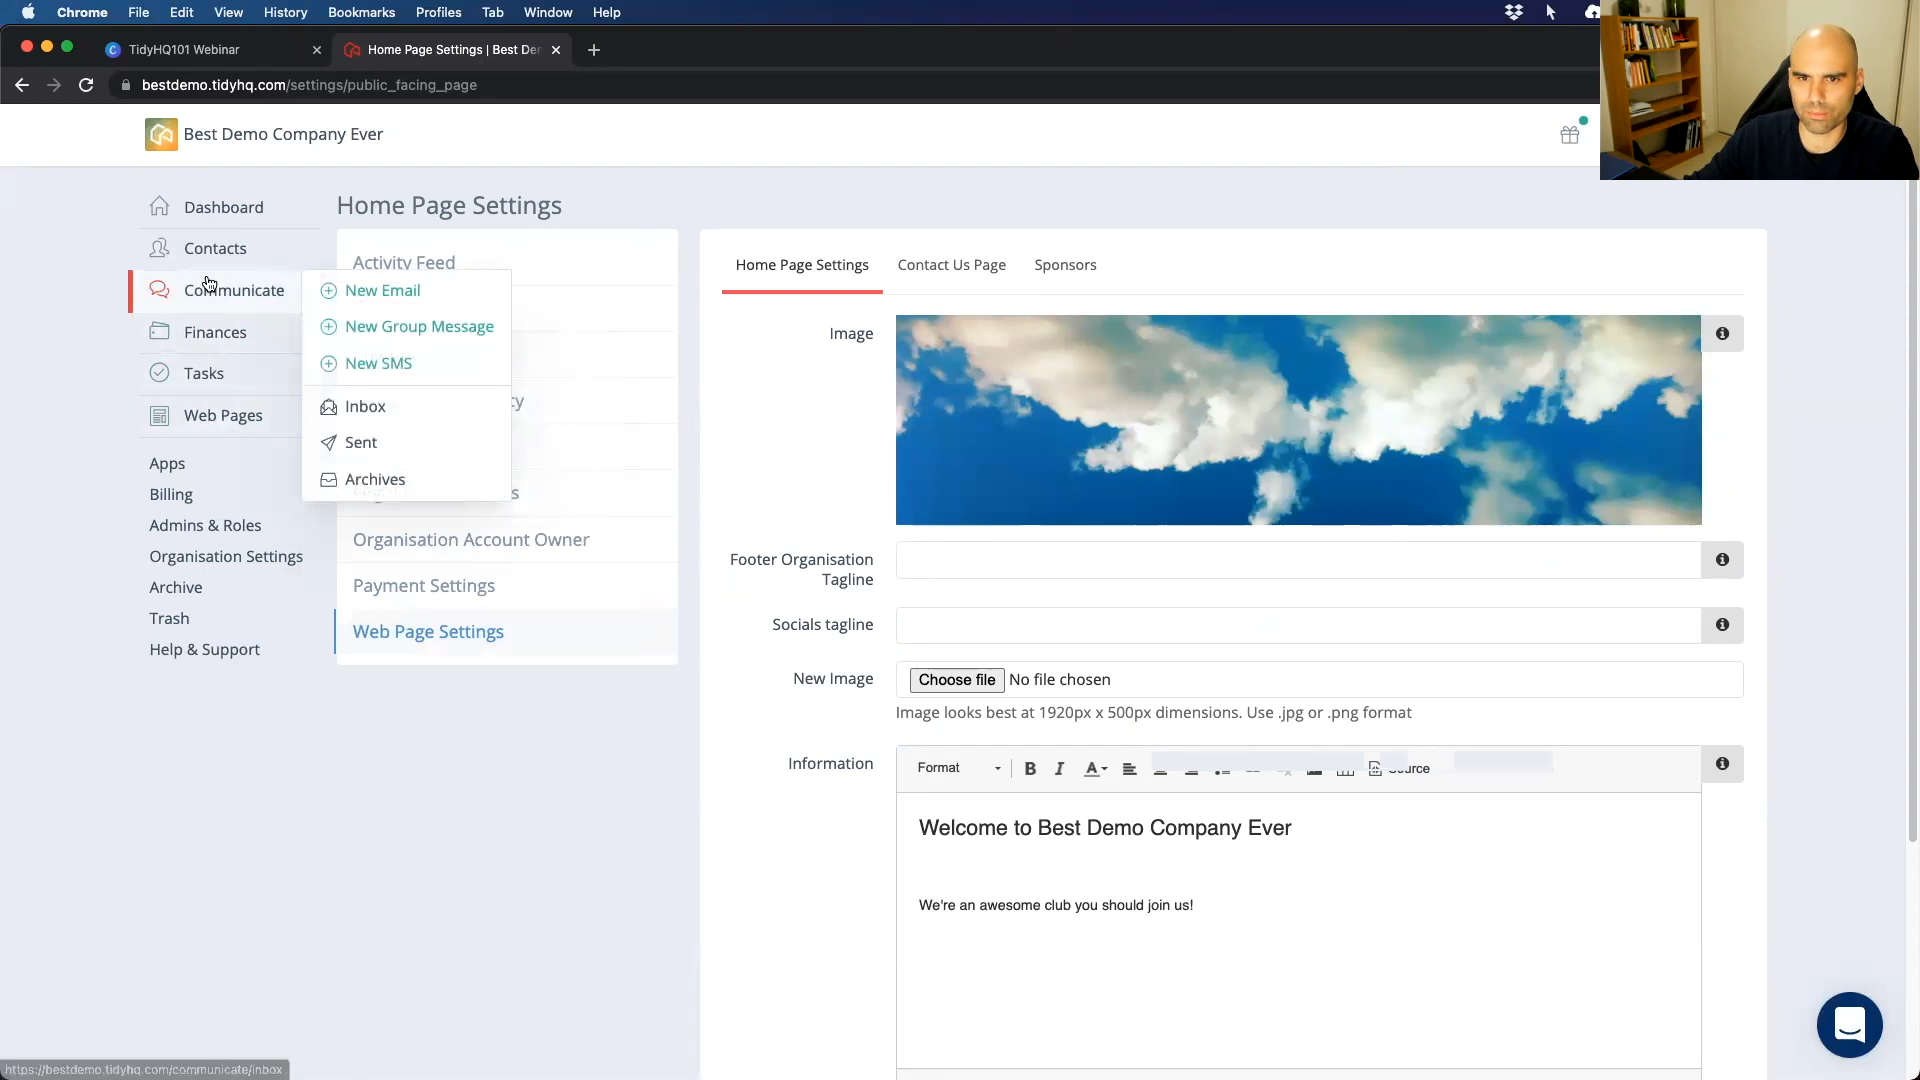 Chrome File Edit View History Bookmarks Profiles Tab Window Help
TidyHQ101 Webinar
Home Page Settings | Best De
bestdemo.tidyhq.com/settings/public_facing_page
Best Demo Company Ever
Dashboard
Contacts
Communicate
Finances
Tasks
Web Pages
Apps
Billing
Admins & Roles
Organisation Settings
Archive
Trash
Help & Support
New Email
New Group Message
New SMS
Inbox
Sent
Archives
Home Page Settings
Activity Feed
Organisation Account Owner
Payment Settings
Web Page Settings
Home Page Settings Contact Us Page Sponsors
Image
Footer Organisation
Tagline
Socials tagline
New Image
Choose file No file chosen
Image looks best at 1920px x 500px dimensions. Use .jpg or .png format
Information
Format
B I A
Welcome to Best Demo Company Ever
We're an awesome club you should join us!
https://bestdemo.tidyhq.com/communicate/inbox